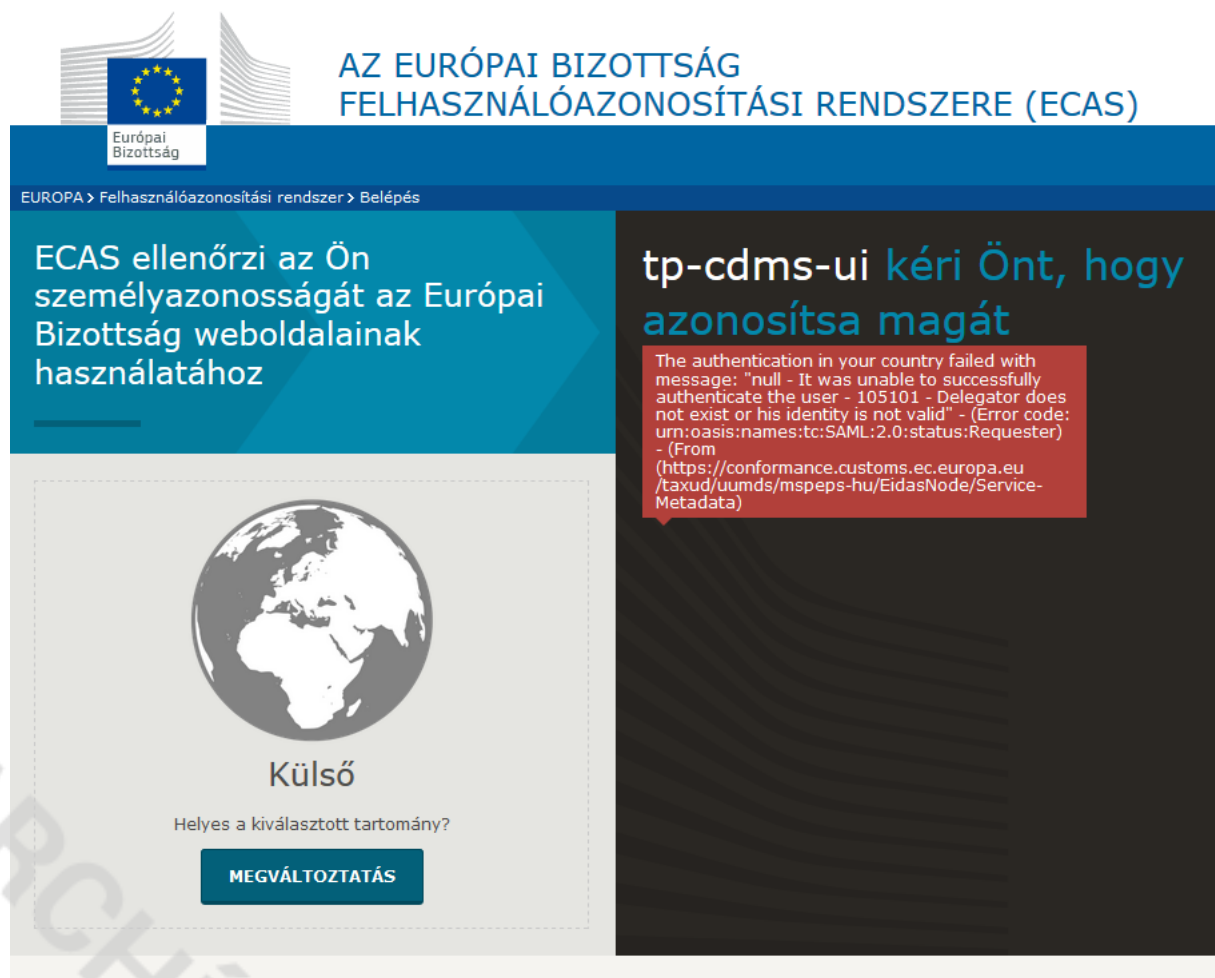 AZ EURÓPAI BIZOTTSÁG
FELHASZNÁLÓAZONOSÍTÁSI RENDSZERE (ECAS)
Európai
Bizottság
EUROPA > Felhasználóazonosítási rendszer > Belépés
ECAS ellenőrzi az Ön
személyazonosságát az Európai
Bizottság weboldalainak
használatához
tp-cdms-ui kéri Önt, hogy
azonosítsa magát
The authentication in your country failed with
message: "null - It was unable to successfully
authenticate the user - 105101 - Delegator does
not exist or his identity is not valid" - (Error code:
urn:oasis:names:tc:SAML:2.0:status:Requester)
- (From
(https://conformance.customs.ec.europa.eu
/taxud/uumds/mspeps-hu/EidasNode/Service-
Metadata)
Külső
Helyes a kiválasztott tartomány?
MEGVÁLTOZTATÁS